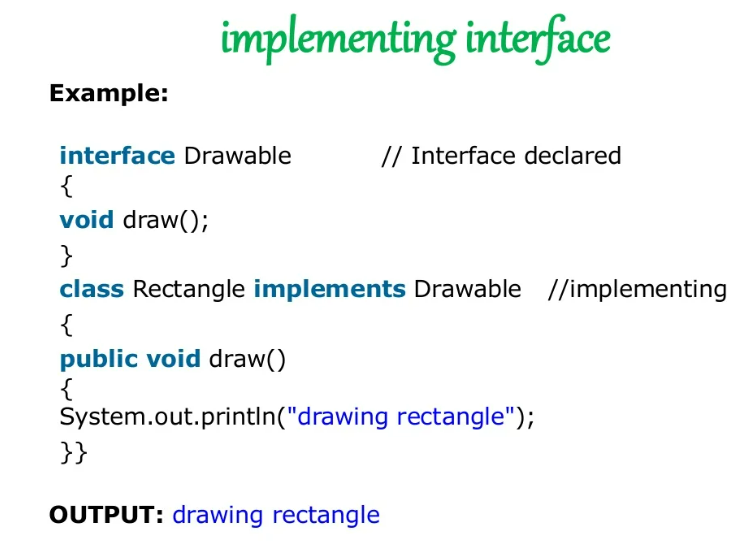 implementing interface
Example:
interface Drawable // Interface declared
{
void draw();
}
class Rectangle implements Drawable //implementing
{
public void draw()
{
System.out.println("drawing rectangle");
}}
OUTPUT: drawing rectangle